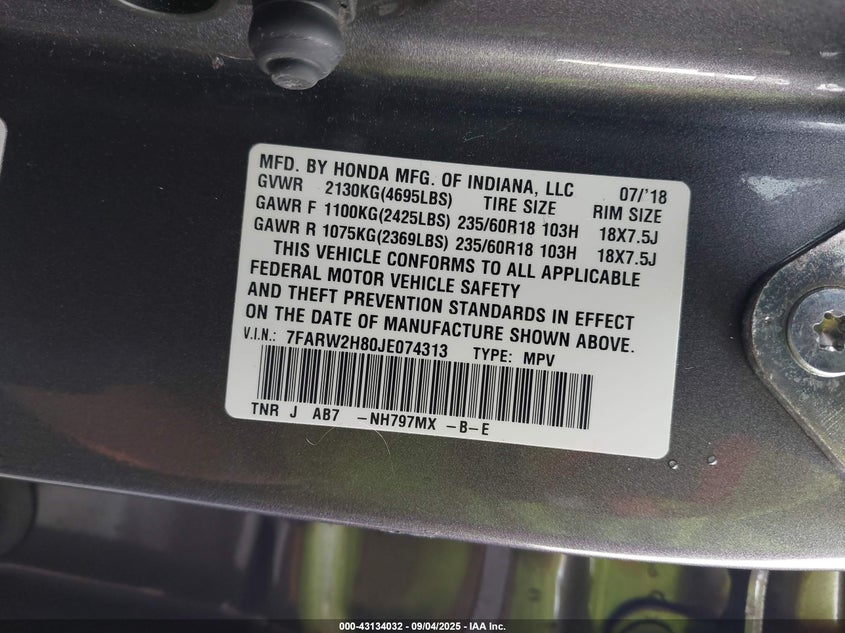 MFD. BY HONDA MFG. OF INDIANA, LLC 07/'18
GVWR 2130KG(4695LBS) TIRE SIZE RIM SIZE
GAWR F 1100KG(2425LBS) 235/60R18 103H 18X7.5J
GAWR R 1075KG(2369LBS) 235/60R18 103H 18X7.5J
THIS VEHICLE CONFORMS TO ALL APPLICABLE
FEDERAL MOTOR VEHICLE SAFETY
AND THEFT PREVENTION STANDARDS IN EFFECT
ON THE DATE OF MANUFACTURE SHOWN ABOVE.
V.I.N.: 7FARW2H80JE074313 TYPE: MPV
TNR J AB7 -NH797MX -B-E
000-43134032 - 09/04/2025 - IAA Inc.